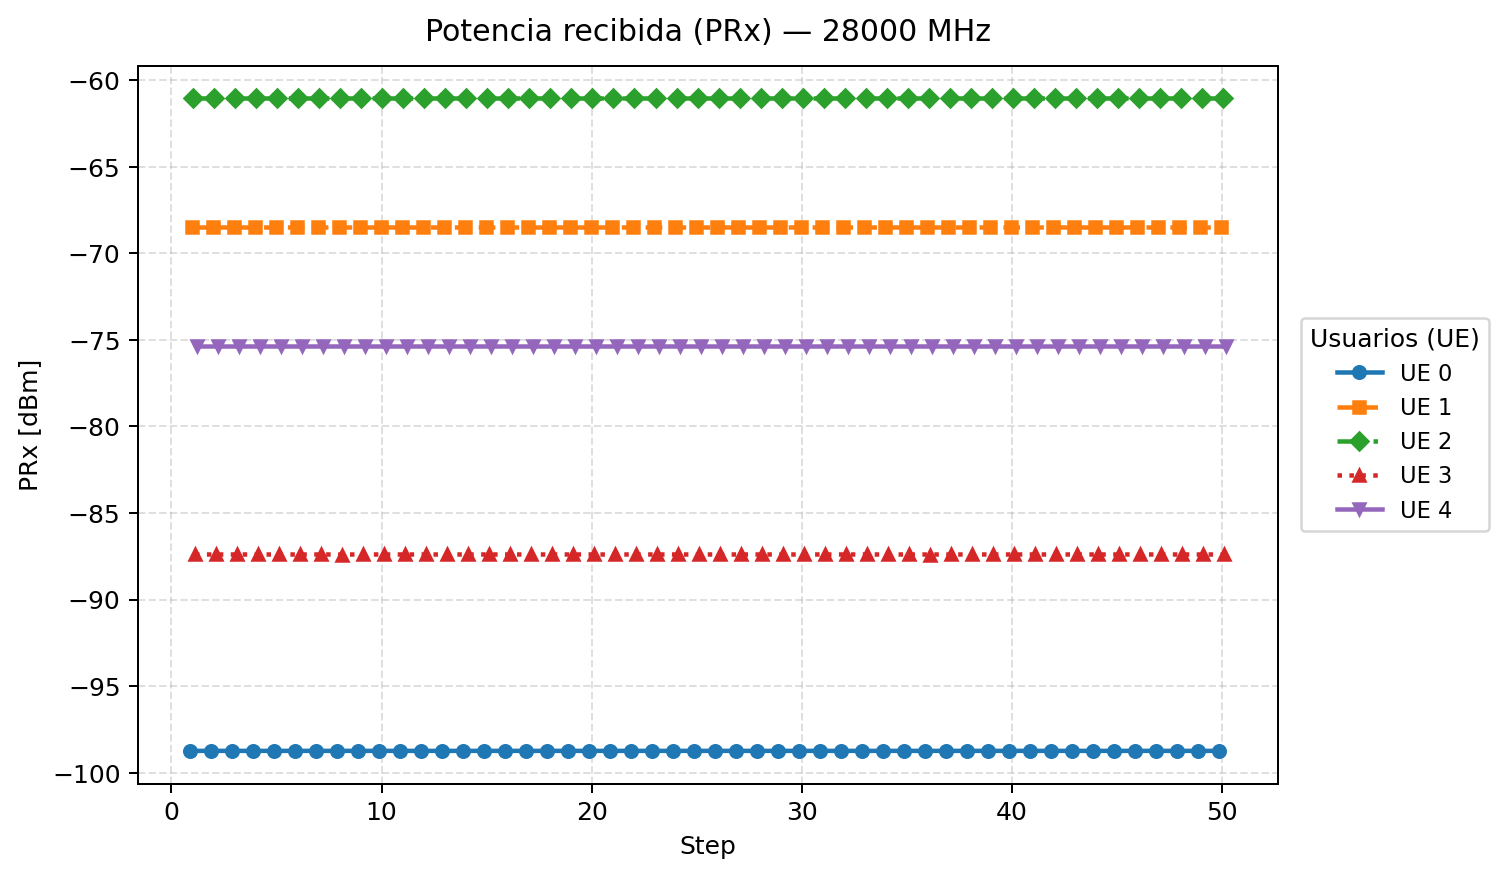 Potencia recibida (PRx) — 28000 MHz
−60
−65
−70
−75
−80
−85
−90
−95
−100
PRx [dBm]
0 10 20 30 40 50
Step
Usuarios (UE)
UE 0
UE 1
UE 2
UE 3
UE 4